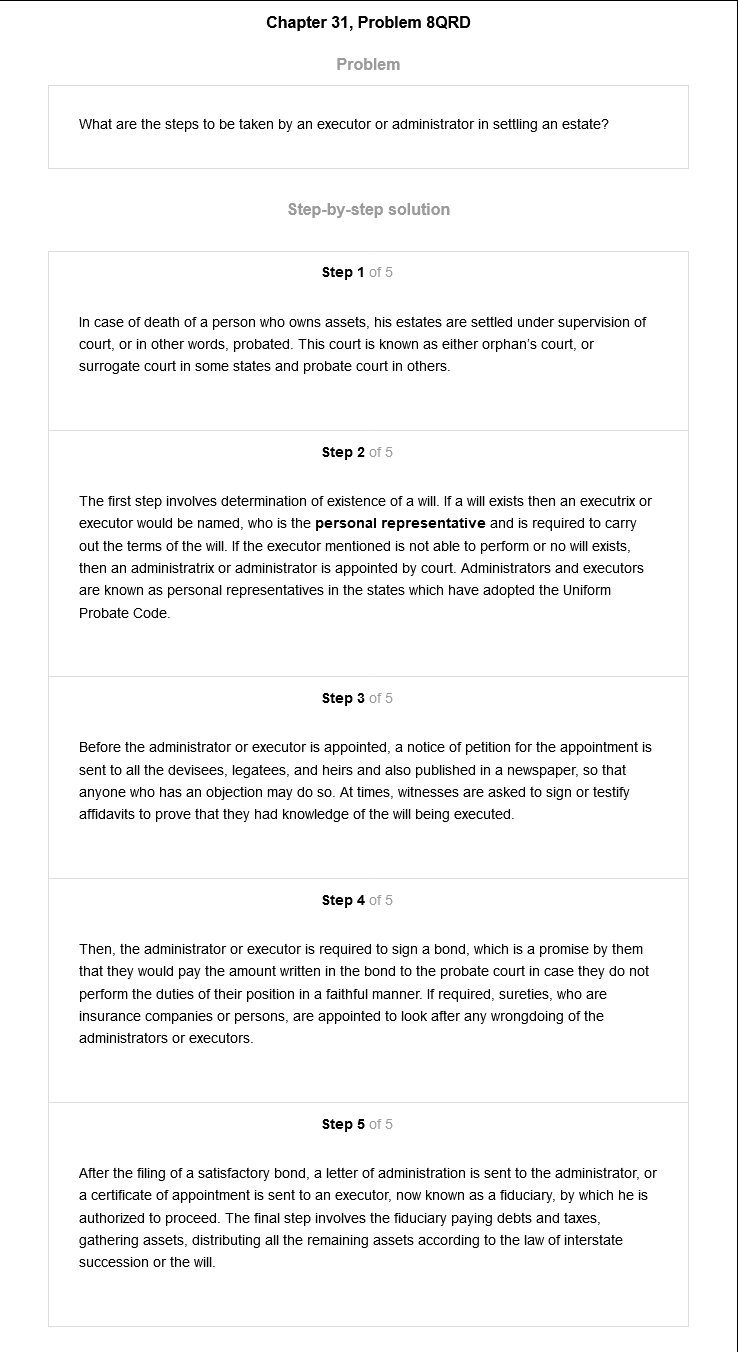 Chapter 31, Problem 8QRD
Problem
What are the steps to be taken by an executor or administrator in settling an estate?
Step-by-step solution
Step 1 of 5
In case of death of a person who owns assets, his estates are settled under supervision of
court, or in other words, probated. This court is known as either orphan's court, or
surrogate court in some states and probate court in others.
Step 2 of 5
The first step involves determination of existence of a will. If a will exists then an executrix or
executor would be named, who is the personal representative and is required to carry
out the terms of the will. If the executor mentioned is not able to perform or no will exists,
then an administratrix or administrator is appointed by court. Administrators and executors
are known as personal representatives in the states which have adopted the Uniform
Probate Code.
Step 3 of 5
Before the administrator or executor is appointed, a notice of petition for the appointment is
sent to all the devisees, legatees, and heirs and also published in a newspaper, so that
anyone who has an objection may do so. At times, witnesses are asked to sign or testify
affidavits to prove that they had knowledge of the will being executed.
Step 4 of 5
Then, the administrator or executor is required to sign a bond, which is a promise by them
that they would pay the amount written in the bond to the probate court in case they do not
perform the duties of their position in a faithful manner. If required, sureties, who are
insurance companies or persons, are appointed to look after any wrongdoing of the
administrators or executors.
Step 5 of 5
After the filing of a satisfactory bond, a letter of administration is sent to the administrator, or
a certificate of appointment is sent to an executor, now known as a fiduciary, by which he is
authorized to proceed. The final step involves the fiduciary paying debts and taxes,
gathering assets, distributing all the remaining assets according to the law of interstate
succession or the will.